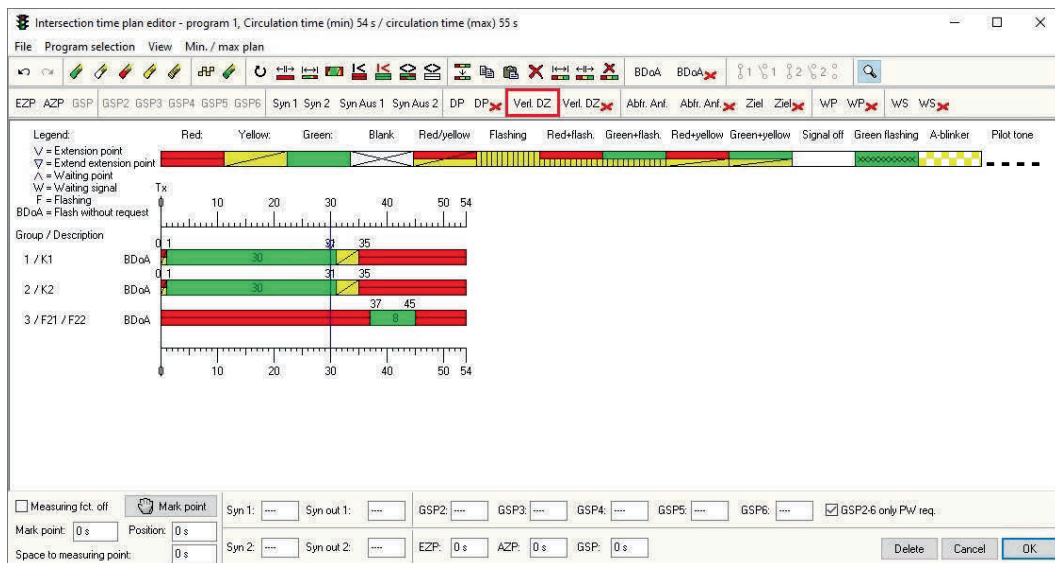 Intersection time plan editor - program 1, Circulation time (min) 54 s / circulation time (max) 55 s
File Program selection View Min. / max plan
BDoA BDoA 1 1 2 2
EZP AZP GSP GSP2 GSP3 GSP4 GSP5 GSP6 Syn 1 Syn 2 Syn Aus 1 Syn Aus 2 DP DP Verl. DZ Verl. DZ Abfr. Anf. Abfr. Anf. Ziel Ziel WP WP WS WS
Legend: Red: Yellow: Green: Blank Red/yellow Flashing Red+flash. Green+flash. Red+yellow Green+yellow Signal off Green flashing A-blinker Pilot tone
V = Extension point
∇ = Extend extension point
Λ = Waiting point
W = Waiting signal
F = Flashing
BDoA = Flash without request
Tx
0 10 20 30 40 50 54
Group / Description
0 1 31 35
1 / K1 BDoA 30
0 1 31 35
2 / K2 BDoA 30
37 45
3 / F21 / F22 BDoA 8
0 10 20 30 40 50 54
Measuring fct. off Mark point Syn 1: ---- Syn out 1: ---- GSP2: ---- GSP3: ---- GSP4: ---- GSP5: ---- GSP6: ---- GSP2-6 only PW req.
Mark point: 0 s Position: 0 s
Space to measuring point: 0 s Syn 2: ---- Syn out 2: ---- EZP: 0 s AZP: 0 s GSP: 0 s Delete Cancel OK